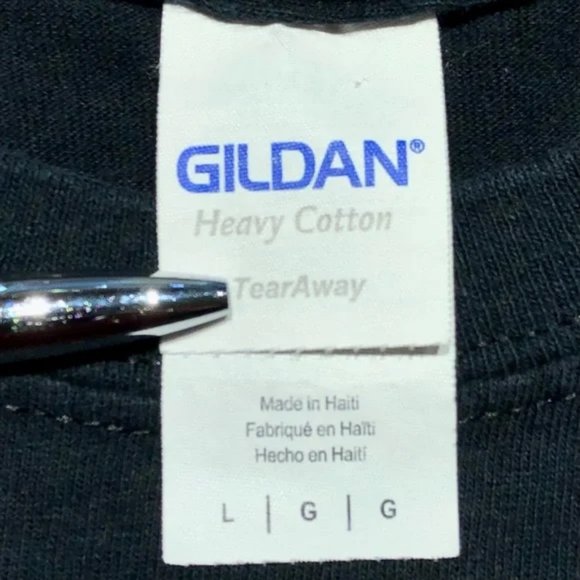 GILDAN®
Heavy Cotton
TearAway
Made in Haiti
Fabriqué en Haïti
Hecho en Haití
L | G | G